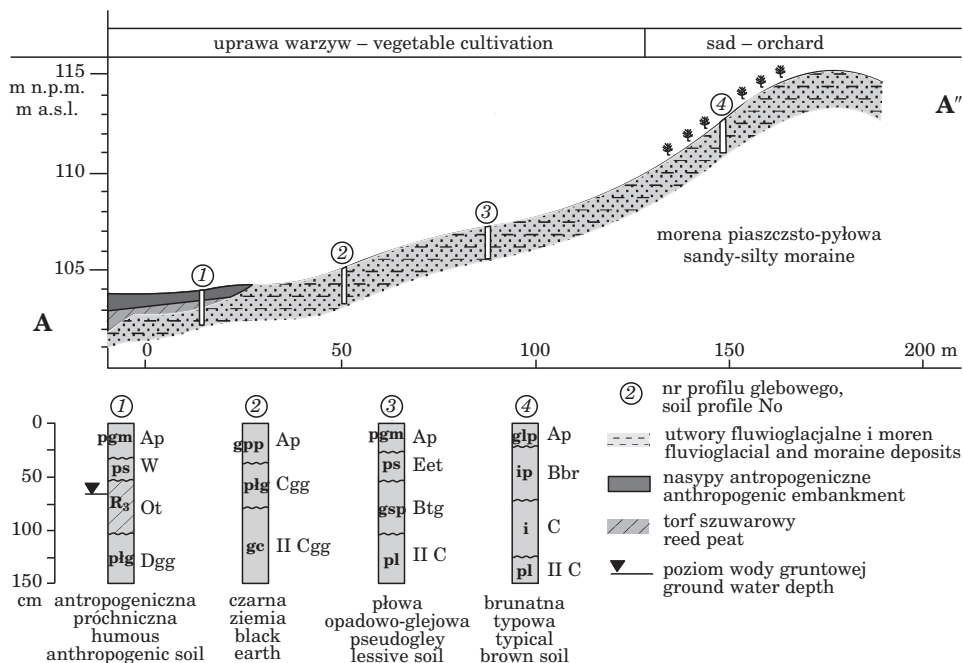 uprawa warzyw – vegetable cultivation
sad – orchard
115
m n.p.m.
m a.s.l.
110
105
A
A"
1
2
3
4
morena piaszczsto-pyłowa
sandy-silty moraine
0
50
100
150
200 m
0
50
100
150
cm
1
pgm Ap
ps W
R₃ Ot
płg Dgg
antropogeniczna
próchniczna
humous
anthropogenic soil
2
gpp Ap
płg Cgg
gc II Cgg
czarna
ziemia
black
earth
3
pgm Ap
ps Eet
gsp Btg
pl II C
płowa
opadowo-glejowa
pseudogley
lessive soil
4
głp Ap
ip Bbr
i C
pl II C
brunatna
typowa
typical
brown soil
2
nr profilu glebowego,
soil profile No
utwory fluwioglacjalne i moren
fluvioglacial and moraine deposits
nasypy antropogeniczne
anthropogenic embankment
torf szuwarowy
reed peat
poziom wody gruntowej
ground water depth